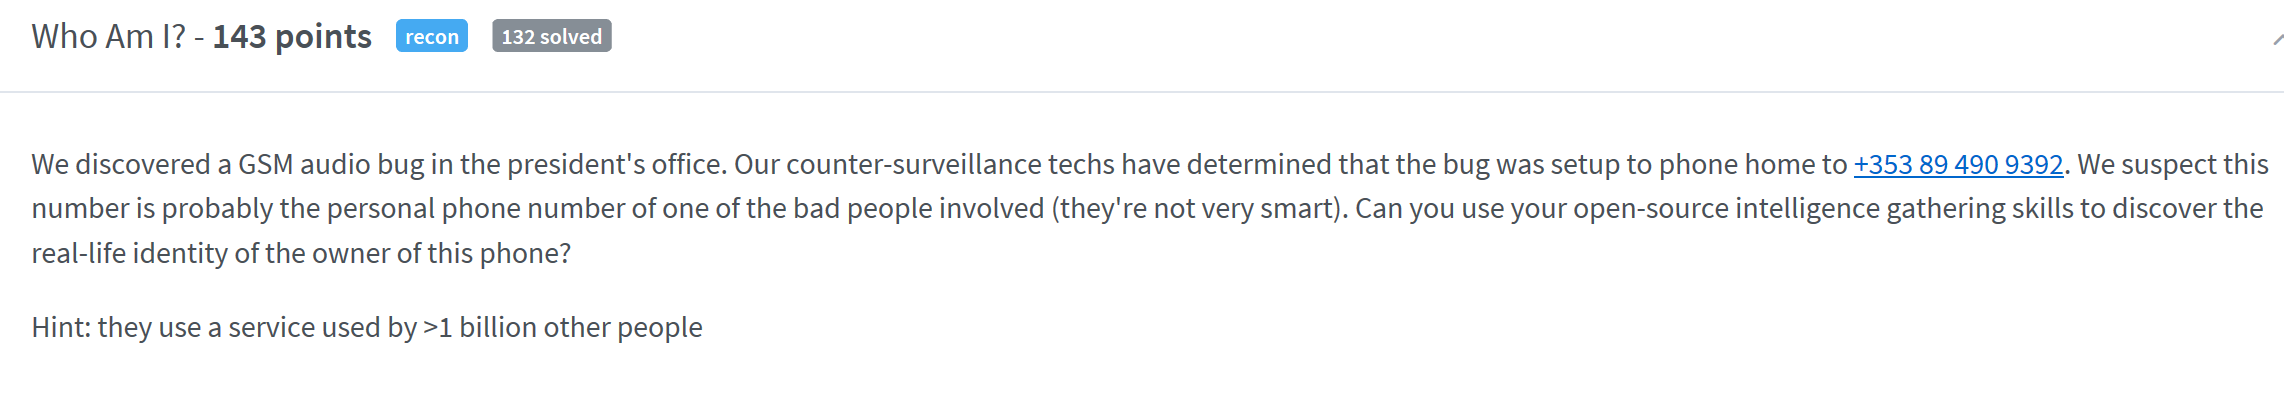 Who Am I? - 143 points recon 132 solved
We discovered a GSM audio bug in the president's office. Our counter-surveillance techs have determined that the bug was setup to phone home to +353 89 490 9392. We suspect this
number is probably the personal phone number of one of the bad people involved (they're not very smart). Can you use your open-source intelligence gathering skills to discover the
real-life identity of the owner of this phone?
Hint: they use a service used by >1 billion other people